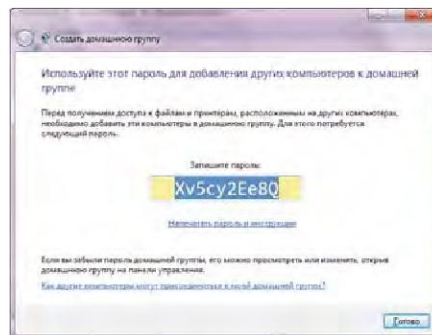 Создать домашнюю группу
Используйте этот пароль для добавления других компьютеров к домашней
группе
Перед получением доступа к файлам и принтерам, расположенным на других компьютерах,
необходимо добавить эти компьютеры в домашнюю группу. Для этого потребуется
следующий пароль.
Запишите пароль:
Xv5cy2Ee8Q
Напечатать пароль и инструкции
Если вы забыли пароль домашней группы, его можно просмотреть или изменить, открыв
домашнюю группу на панели управления.
Как другие компьютеры могут присоединиться к моей домашней группе?
Готово